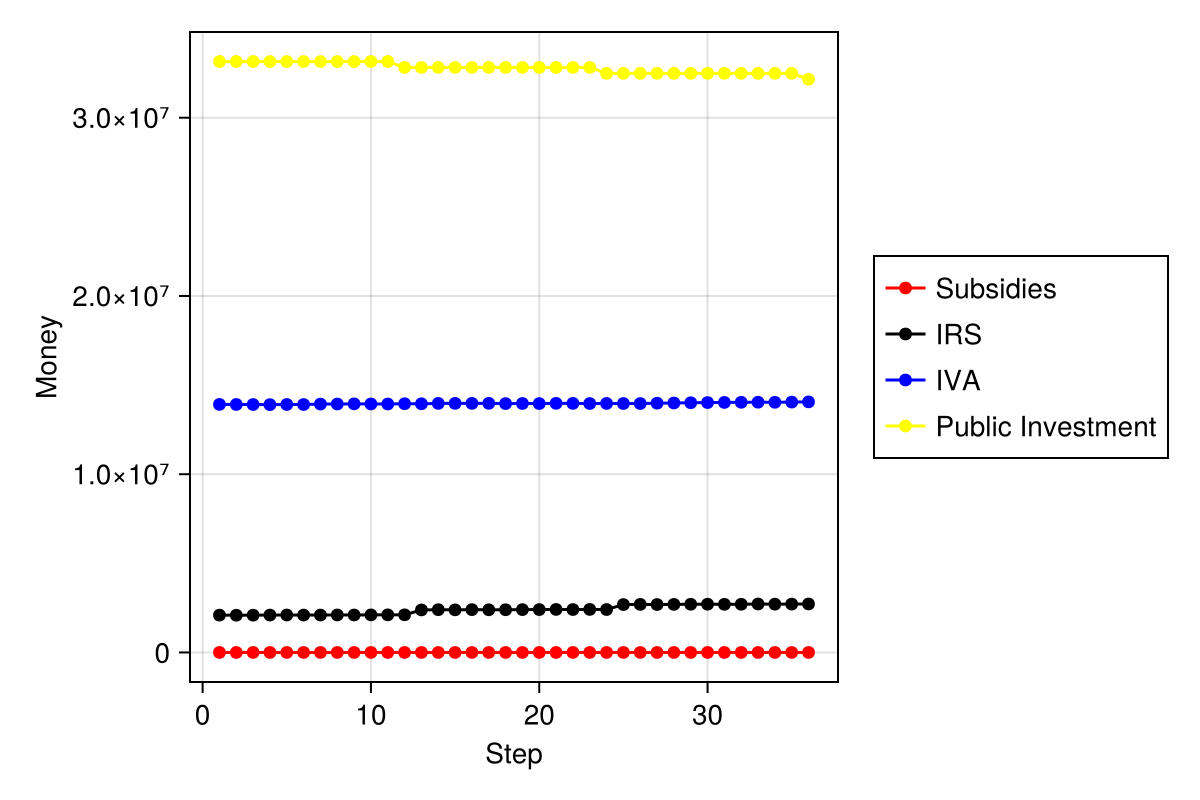 3.0×10⁷
2.0×10⁷
1.0×10⁷
0
Money
0 10 20 30
Step
Subsidies
IRS
IVA
Public Investment